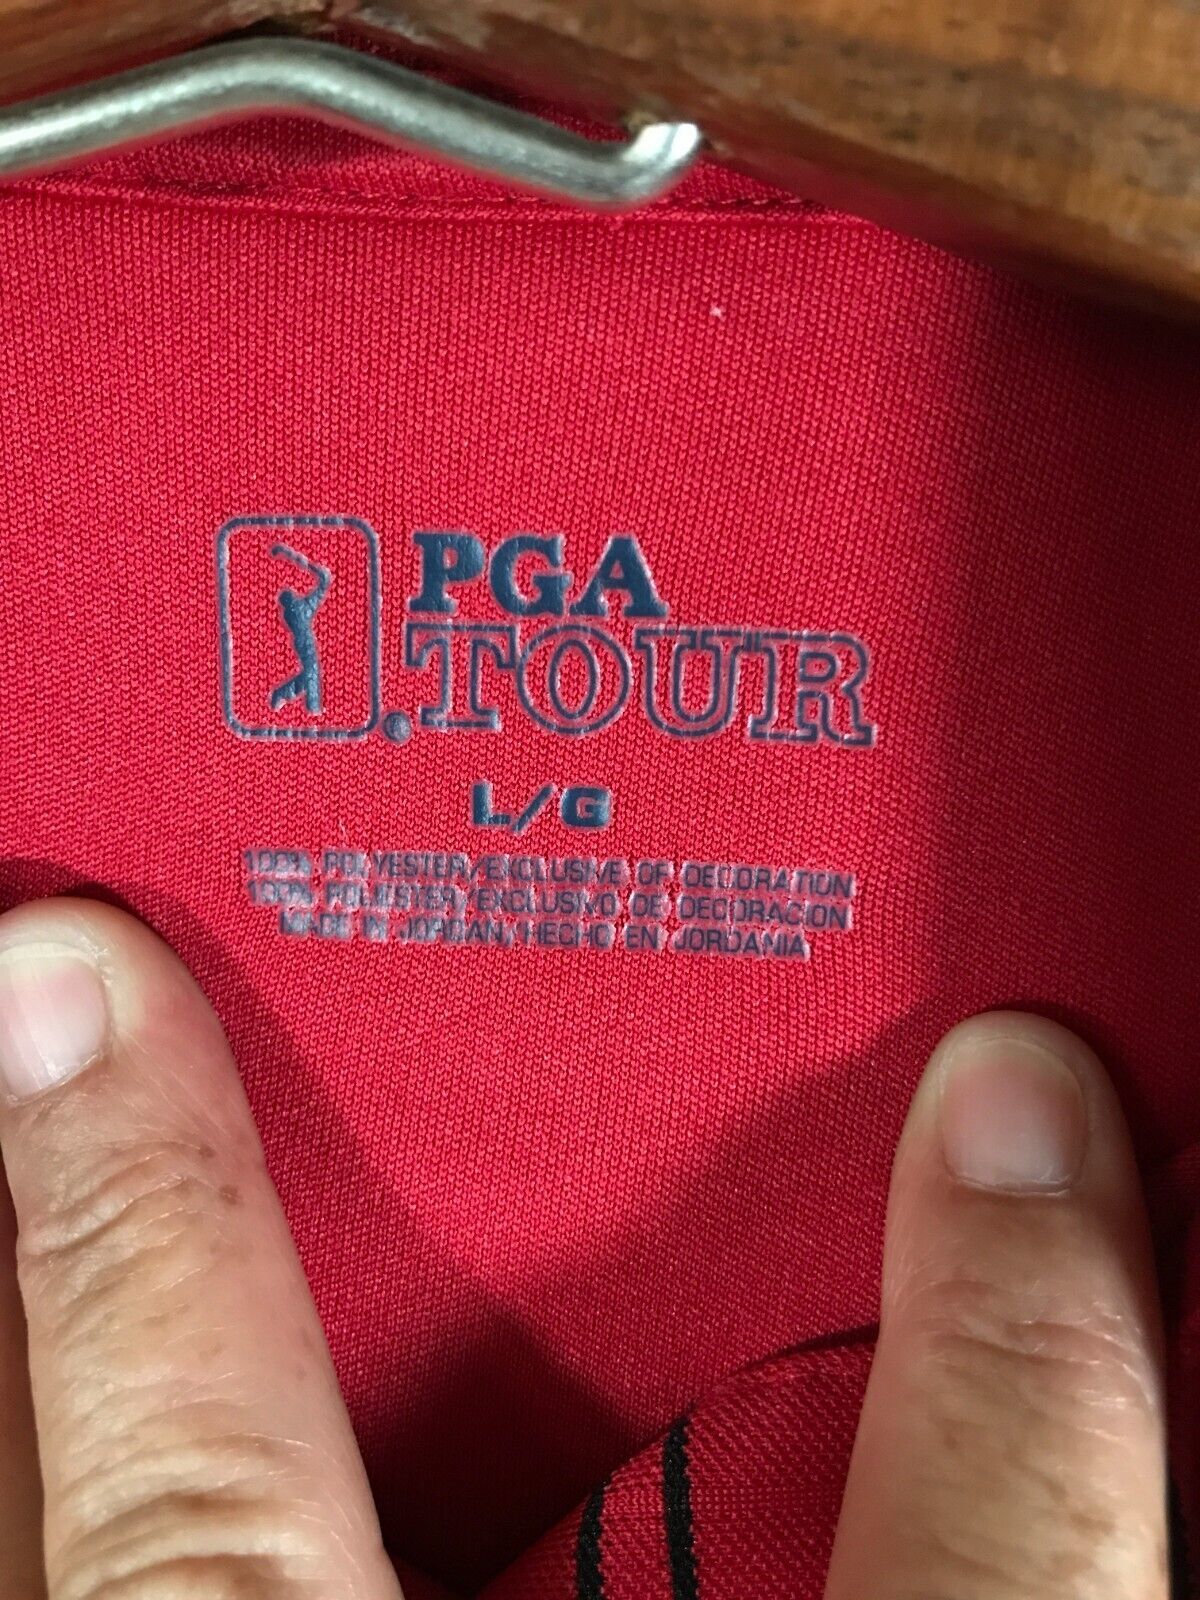 PGA
TOUR
L/G
100% POLYESTER/EXCLUSIVE OF DECORATION
100% POLIESTER/EXCLUSIVO DE DECORACION
MADE IN JORDAN/HECHO EN JORDANIA